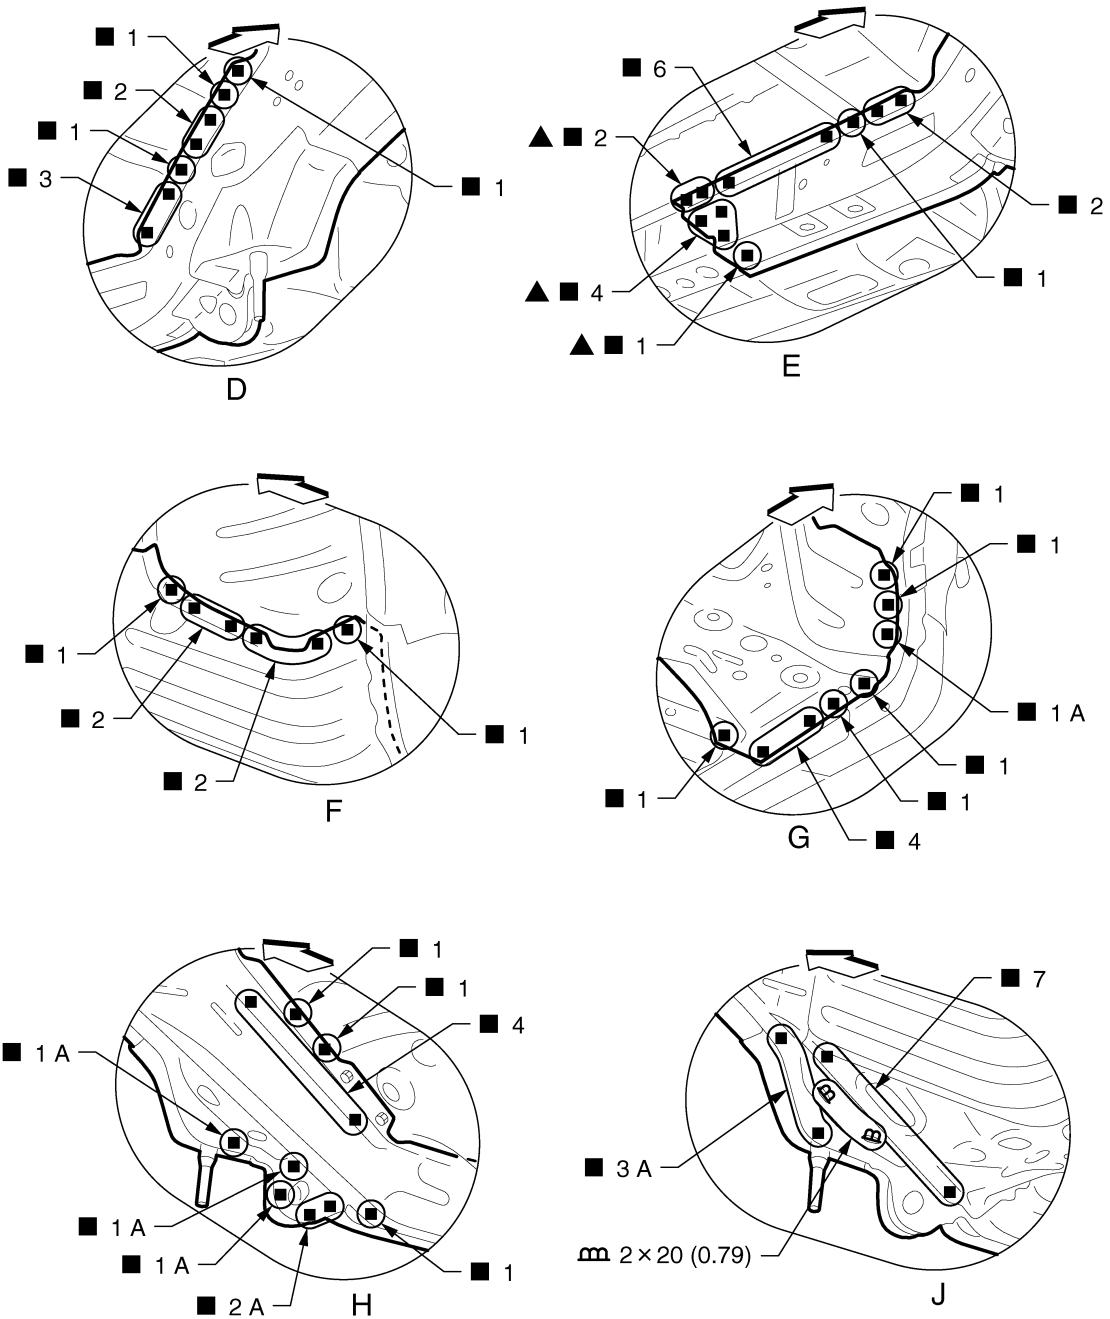 ■ 1
■ 2
■ 1
■ 3
■ 1
D
■ 6
▲ ■ 2
■ 2
■ 1
▲ ■ 4
▲ ■ 1
E
■ 1
■ 2
■ 2
■ 1
F
■ 1
■ 1
■ 1 A
■ 1
■ 1
■ 1
■ 4
G
■ 1
■ 1
■ 4
■ 1 A
■ 1 A
■ 1 A
■ 2 A
■ 1
H
■ 7
■ 3 A
2 × 20 (0.79)
J